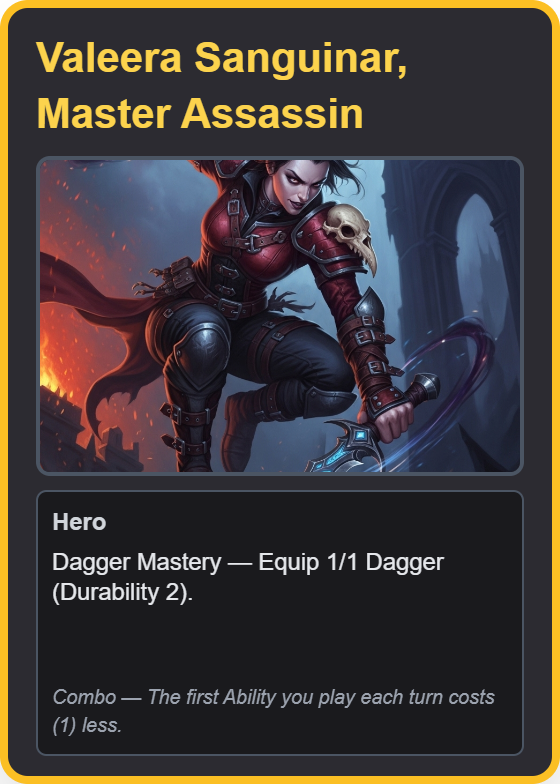 Valeera Sanguinar,
Master Assassin
Hero
Dagger Mastery — Equip 1/1 Dagger
(Durability 2).
Combo — The first Ability you play each turn costs
(1) less.